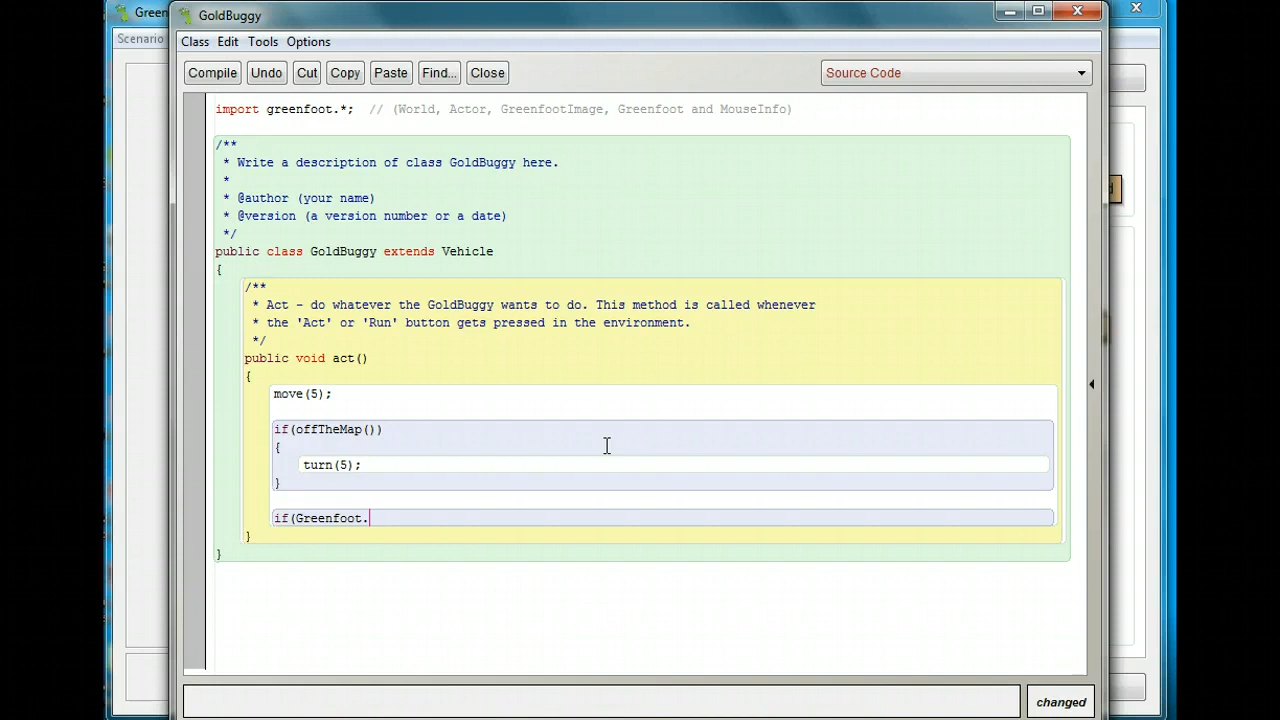 Green
GoldBuggy
Scenario
Class Edit Tools Options
Compile Undo Cut Copy Paste Find... Close Source Code
import greenfoot.*; // (World, Actor, GreenfootImage, Greenfoot and MouseInfo)
/**
* Write a description of class GoldBuggy here.
*
* @author (your name)
* @version (a version number or a date)
*/
public class GoldBuggy extends Vehicle
{
/**
* Act - do whatever the GoldBuggy wants to do. This method is called whenever
* the 'Act' or 'Run' button gets pressed in the environment.
*/
public void act()
{
move(5);
if(offTheMap())
{
turn(5);
}
if(Greenfoot.
}
}
changed